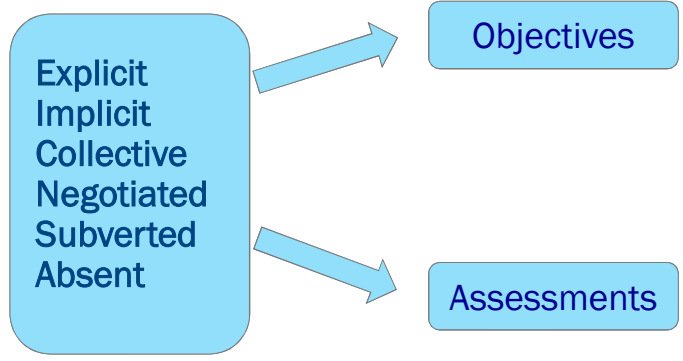 Explicit
Implicit
Collective
Negotiated
Subverted
Absent
Objectives
Assessments